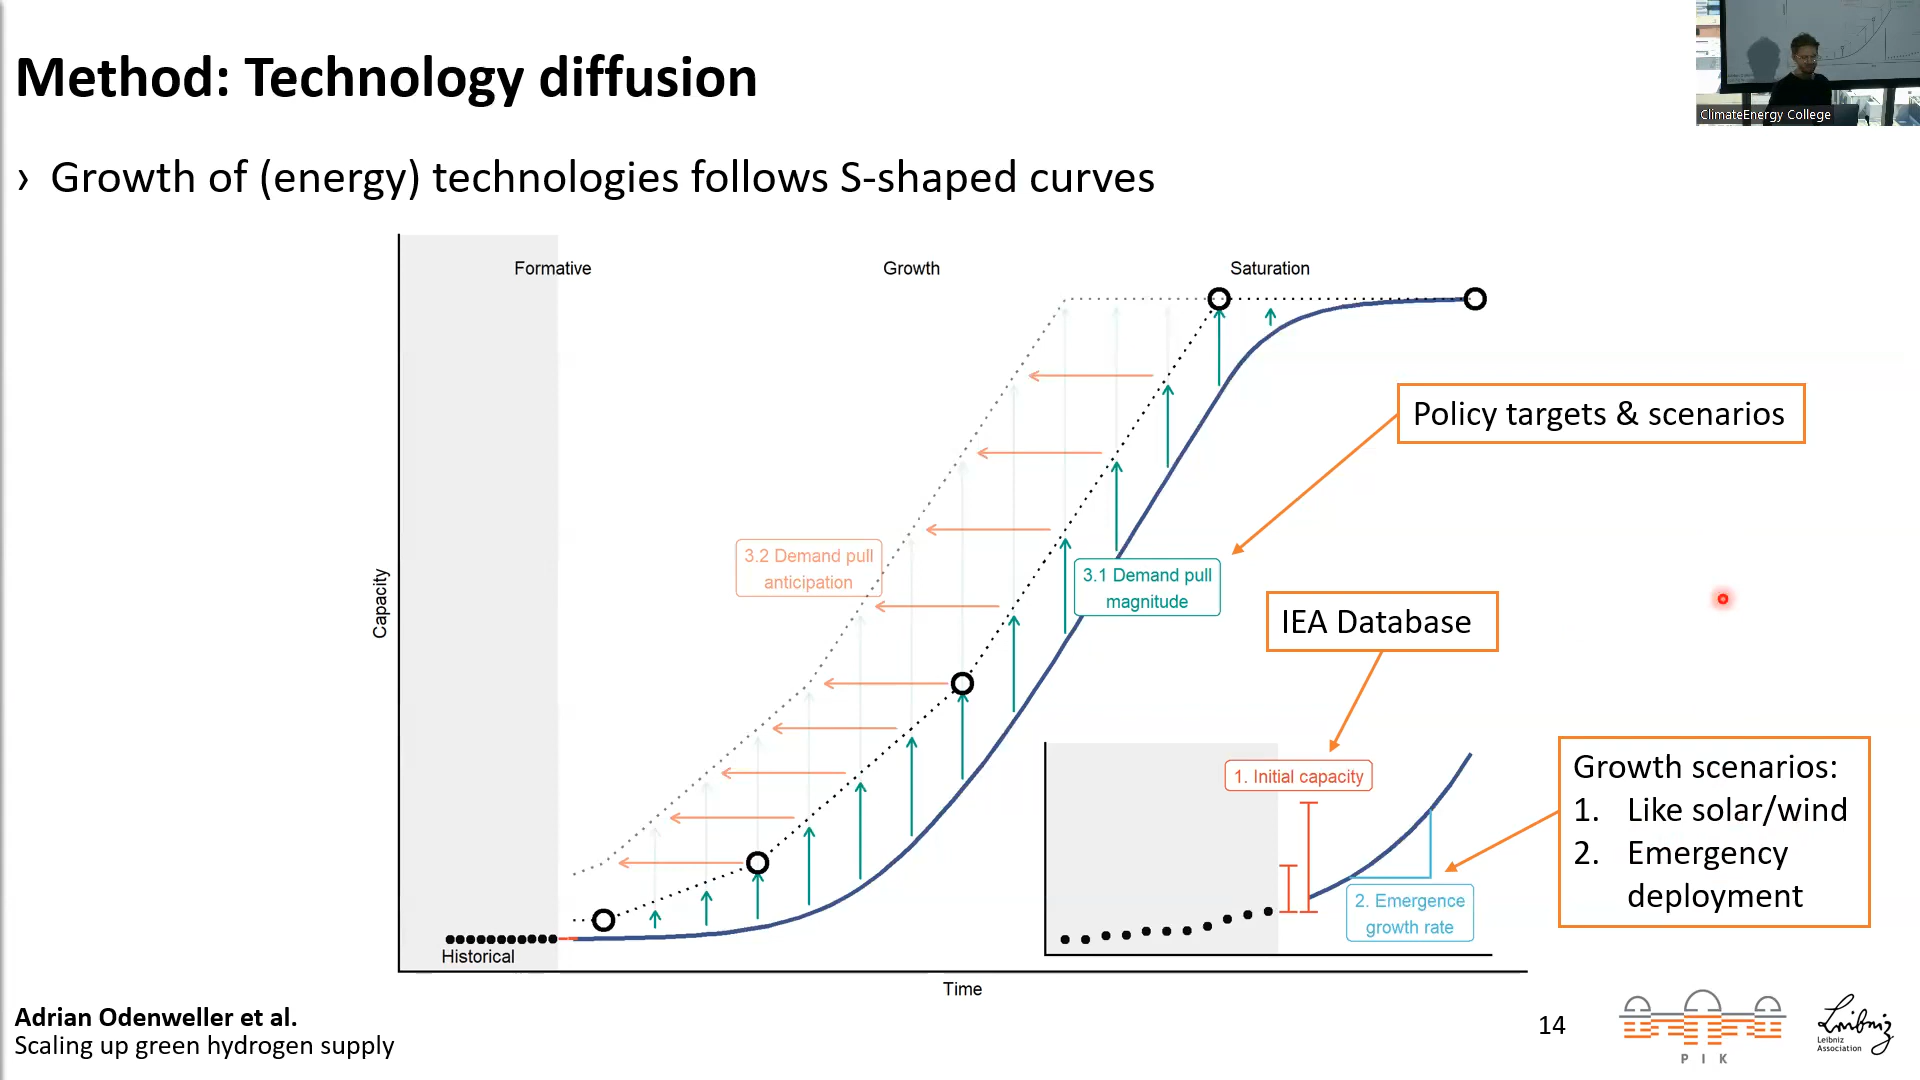 Method: Technology diffusion
ClimateEnergy College
› Growth of (energy) technologies follows S-shaped curves
Formative
Growth
Saturation
Policy targets & scenarios
3.2 Demand pull
anticipation
3.1 Demand pull
magnitude
Capacity
IEA Database
1. Initial capacity
Growth scenarios:
1. Like solar/wind
2. Emergency
deployment
2. Emergence
growth rate
Historical
Time
Adrian Odenweller et al.
Scaling up green hydrogen supply
14
P I K
Leibniz
Leibniz
Association